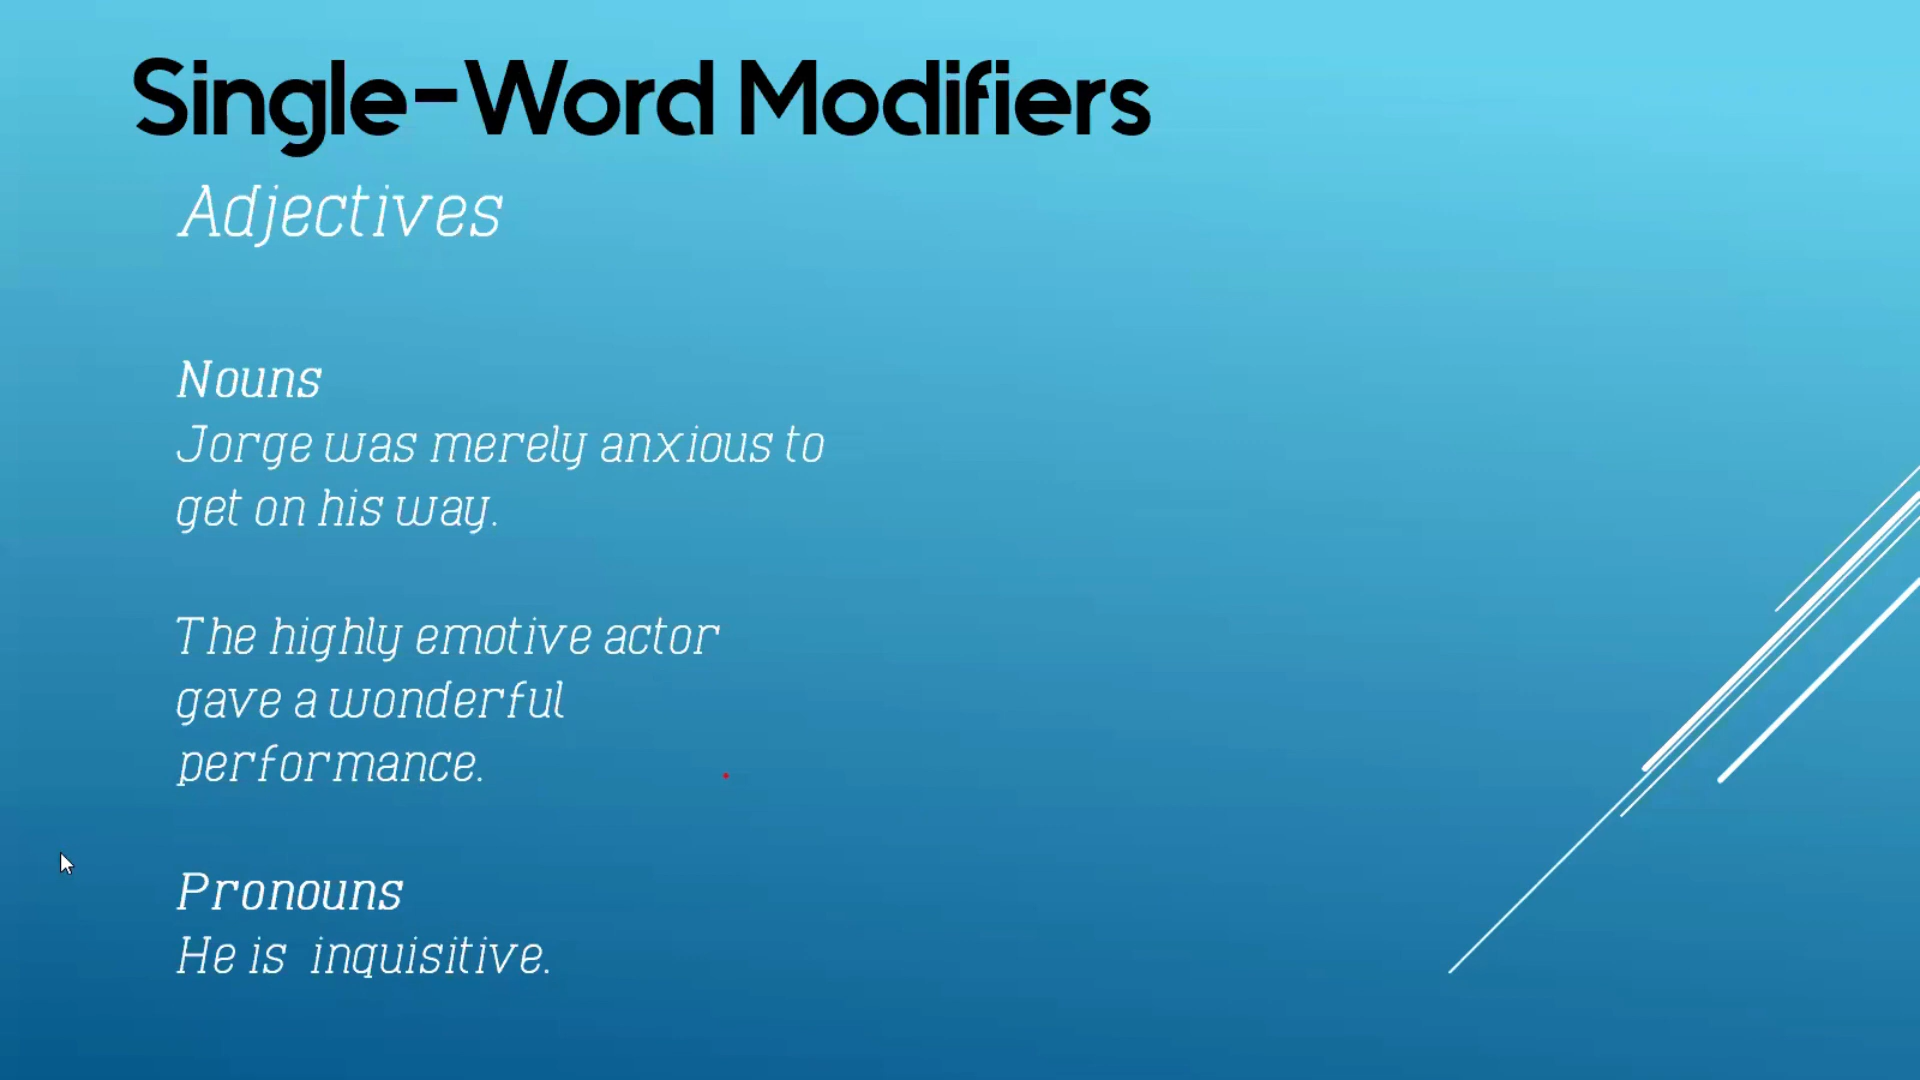 Single-Word Modifiers
Adjectives
Nouns
Jorge was merely anxious to
get on his way.
The highly emotive actor
gave a wonderful
performance.
Pronouns
He is inquisitive.